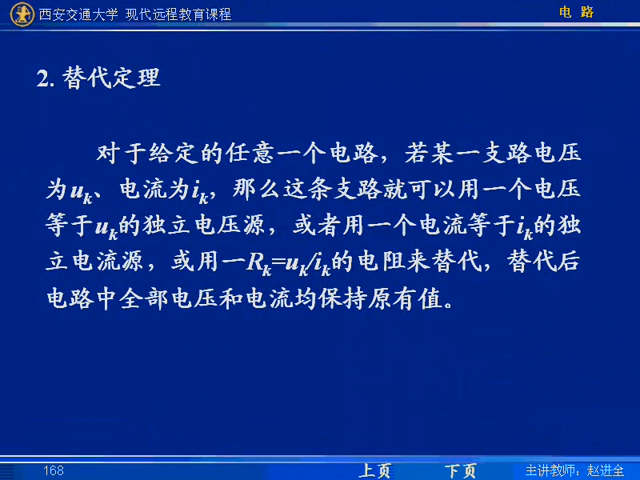 西安交通大学 现代远程教育课程
电 路
2. 替代定理
对于给定的任意一个电路，若某一支路电压
为uk、电流为ik，那么这条支路就可以用一个电压
等于uk的独立电压源，或者用一个电流等于ik的独
立电流源，或用一Rk=uk/ik的电阻来替代，替代后
电路中全部电压和电流均保持原有值。
168
上页
下页
主讲教师：赵进全